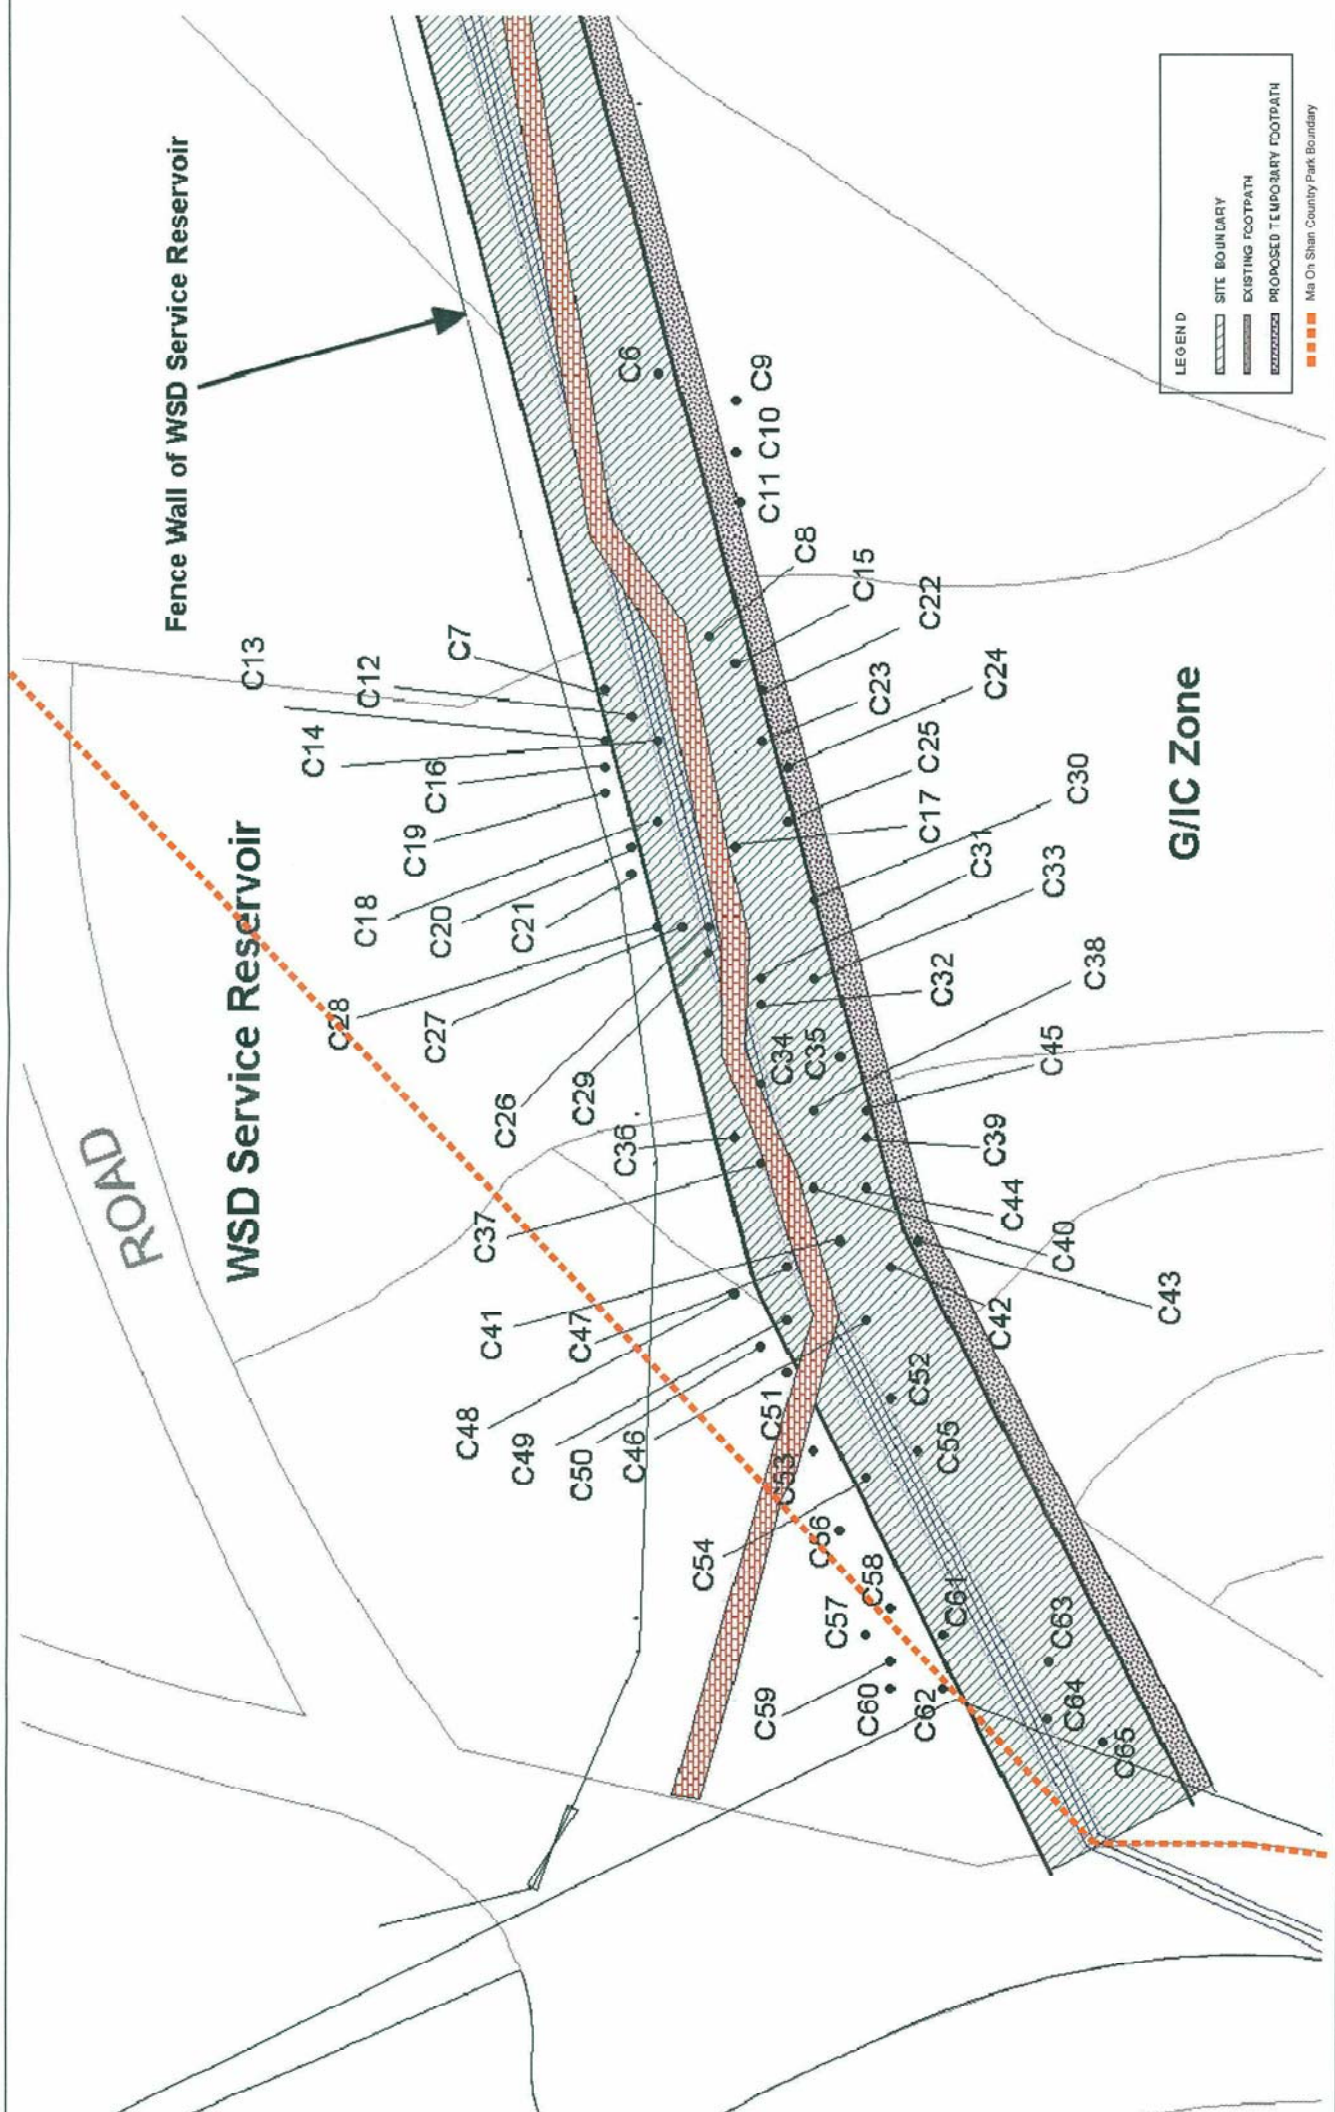 Fence Wall of WSD Service Reservoir
WSD Service Reservoir
ROAD
G/IC Zone
C6
C9
C10
C11
C8
C15
C22
C23
C24
C25
C17
C30
C31
C33
C32
C38
C34
C35
C45
C39
C44
C40
C43
C42
C7
C12
C13
C14
C16
C19
C18
C20
C21
C28
C27
C26
C29
C36
C37
C41
C47
C48
C49
C50
C46
C51
C52
C53
C55
C54
C56
C58
C57
C61
C59
C60
C62
C63
C64
C65
LEGEND
SITE BOUNDARY
EXISTING FOOTPATH
PROPOSED TEMPORARY FOOTPATH
Ma On Shan Country Park Boundary